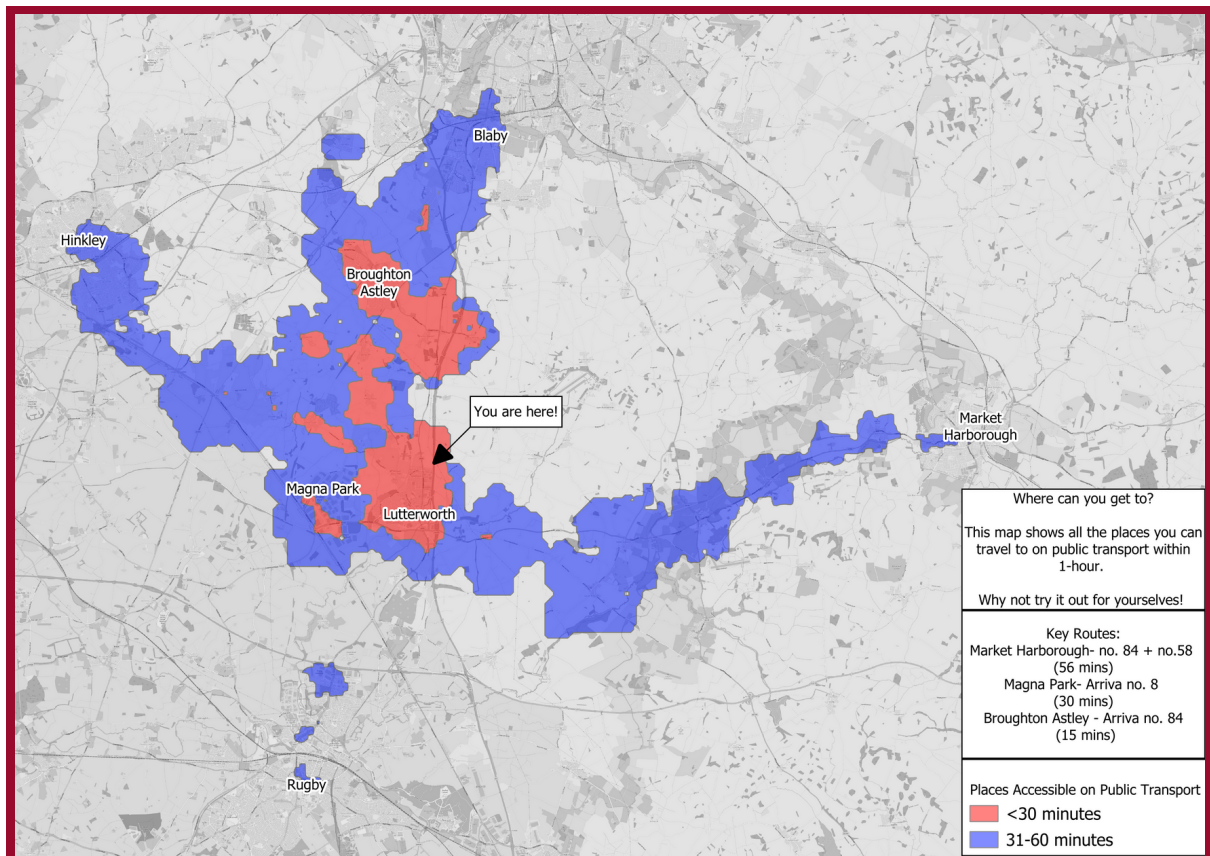 Blaby
Hinkley
Broughton
Astley
You are here!
Market
Harborough
Magna Park
Lutterworth
Rugby
Where can you get to?
This map shows all the places you can
travel to on public transport within
1-hour.
Why not try it out for yourselves!
Key Routes:
Market Harborough- no. 84 + no.58
(56 mins)
Magna Park- Arriva no. 8
(30 mins)
Broughton Astley - Arriva no. 84
(15 mins)
Places Accessible on Public Transport
<30 minutes
31-60 minutes